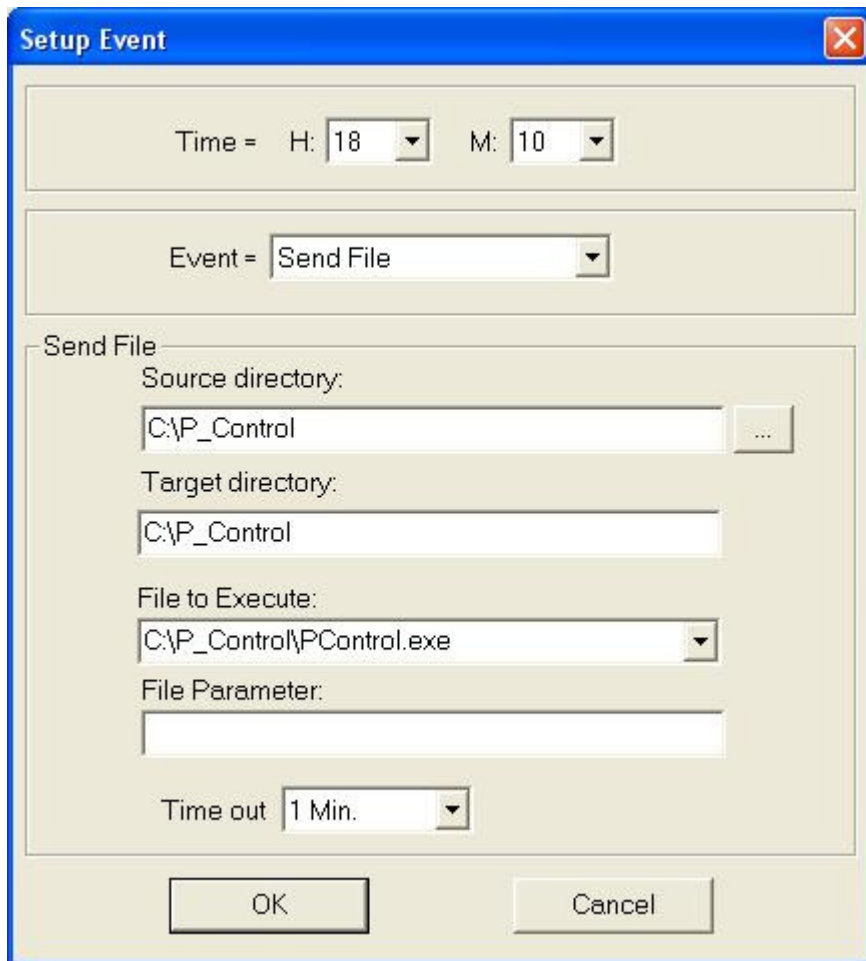 Setup Event
Time = H: 18 M: 10
Event = Send File
Send File
Source directory:
C:\P_Control
...
Target directory:
C:\P_Control
File to Execute:
C:\P_Control\PControl.exe
File Parameter:
Time out 1 Min.
OK Cancel